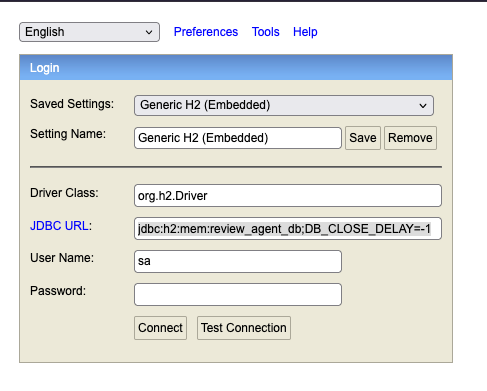 English Preferences Tools Help
Login
Saved Settings: Generic H2 (Embedded)
Setting Name: Generic H2 (Embedded) Save Remove
Driver Class: org.h2.Driver
JDBC URL: jdbc:h2:mem:review_agent_db;DB_CLOSE_DELAY=-1
User Name: sa
Password:
Connect Test Connection